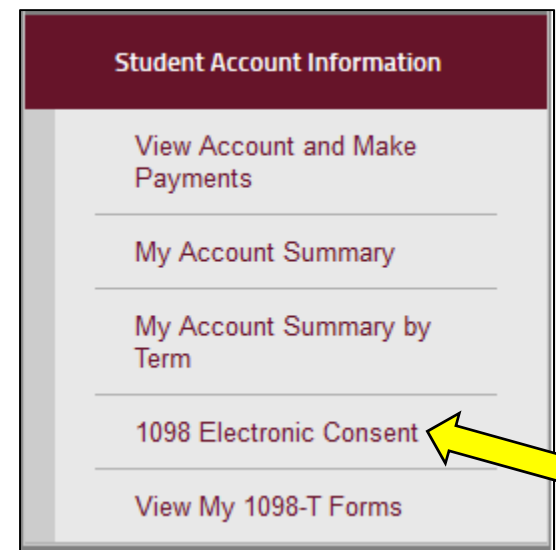 Student Account Information
View Account and Make
Payments
My Account Summary
My Account Summary by
Term
1098 Electronic Consent
View My 1098-T Forms